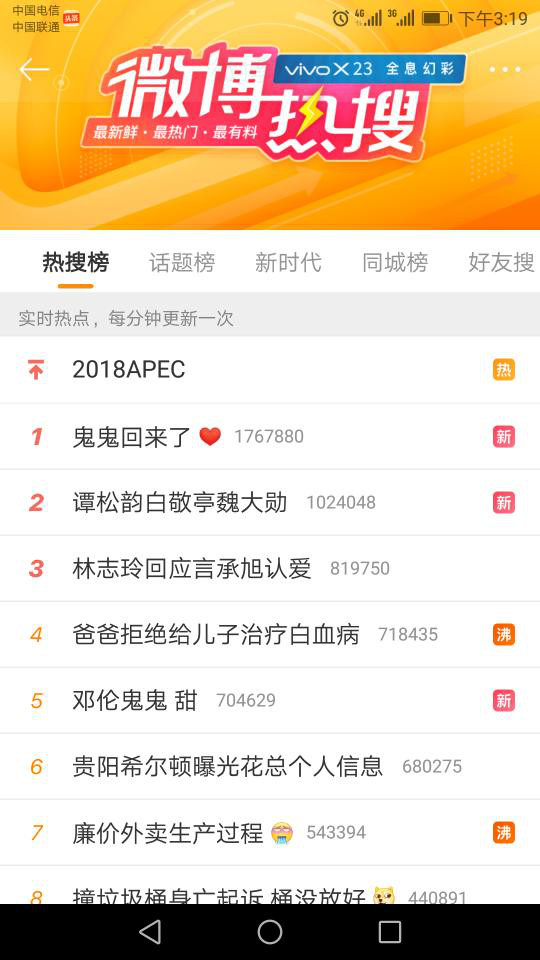 中国电信
中国联通
头条
4G
3G
下午3:19
微博热搜
vivo X23 全息幻彩
最新鲜·最热门·最有料
热搜榜 话题榜 新时代 同城榜 好友搜
实时热点，每分钟更新一次
2018APEC 热
1 鬼鬼回来了 1767880 新
2 谭松韵白敬亭魏大勋 1024048 新
3 林志玲回应言承旭认爱 819750
4 爸爸拒绝给儿子治疗白血病 718435 沸
5 邓伦鬼鬼 甜 704629 新
6 贵阳希尔顿曝光花总个人信息 680275
7 廉价外卖生产过程 543394 沸
8 撞垃圾桶身亡起诉 桶没放好 440891